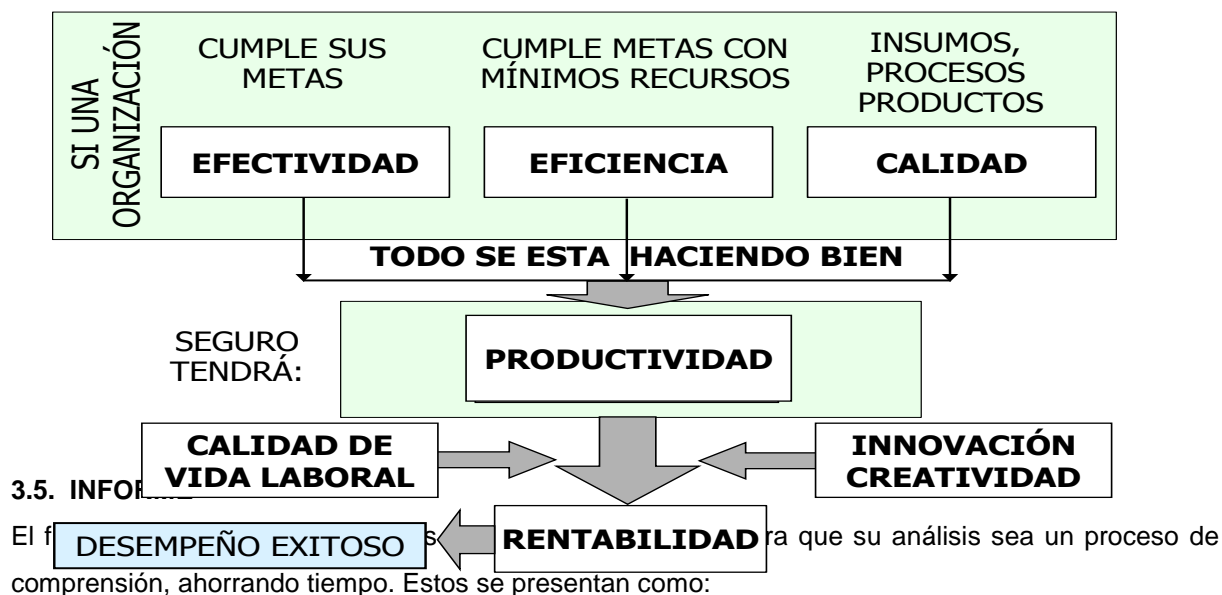 SI UNA
ORGANIZACIÓN
CUMPLE SUS
METAS
CUMPLE METAS CON
MÍNIMOS RECURSOS
INSUMOS,
PROCESOS
PRODUCTOS
EFECTIVIDAD
EFICIENCIA
CALIDAD
TODO SE ESTA HACIENDO BIEN
SEGURO
TENDRÁ:
PRODUCTIVIDAD
CALIDAD DE
VIDA LABORAL
INNOVACIÓN
CREATIVIDAD
3.5. INFORME
DESEMPEÑO EXITOSO
RENTABILIDAD
El que su análisis sea un proceso de
comprensión, ahorrando tiempo. Estos se presentan como: